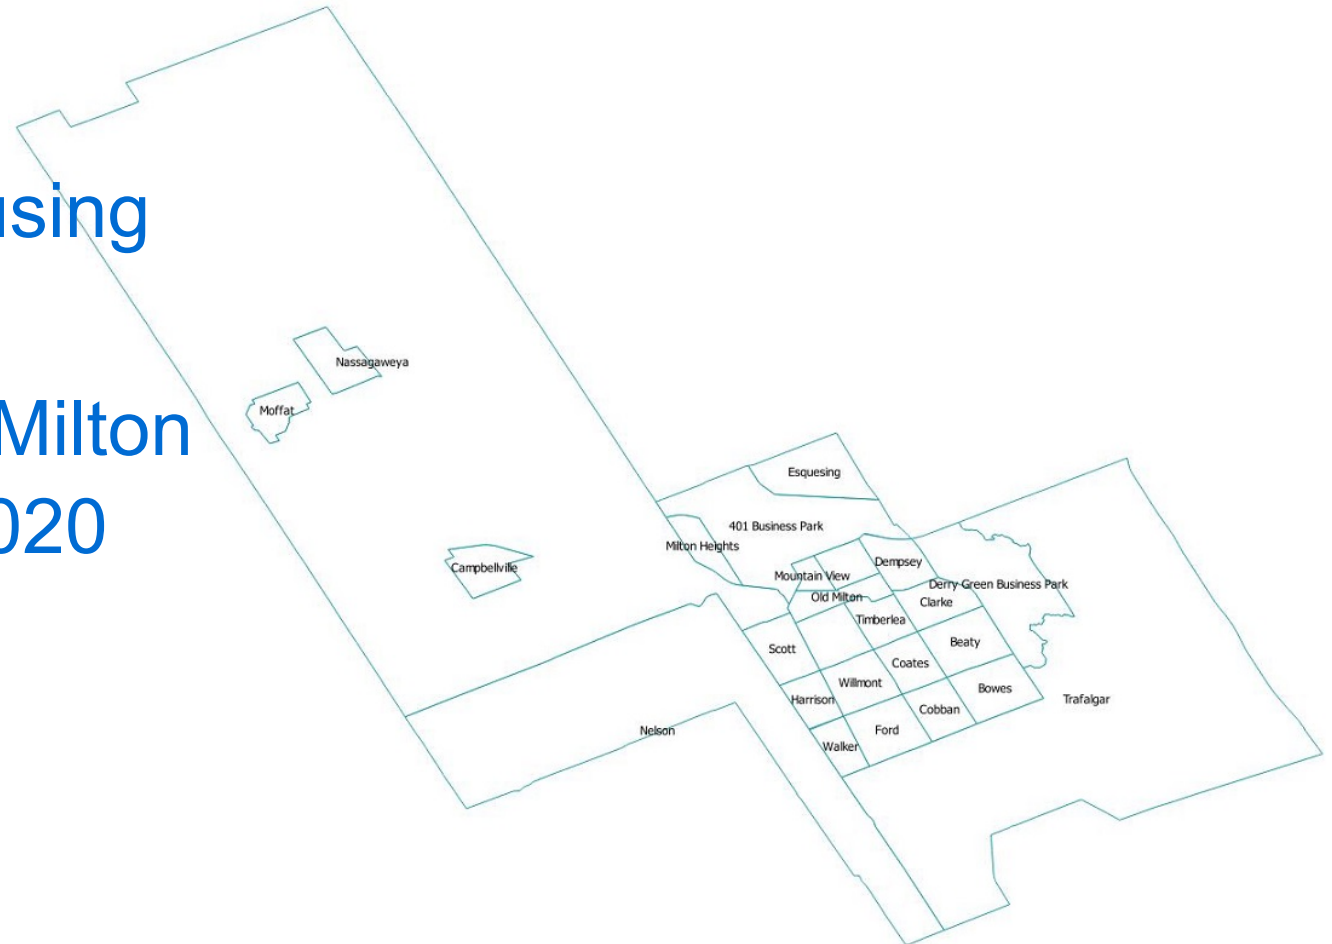 using
Milton
020
Nassagaweya
Moffat
Campbellville
Esquesing
401 Business Park
Milton Heights
Mountain View
Dempsey
Derry Green Business Park
Old Milton
Clarke
Timberlea
Scott
Beaty
Coates
Willmont
Harrison
Bowes
Trafalgar
Cobban
Nelson
Ford
Walker